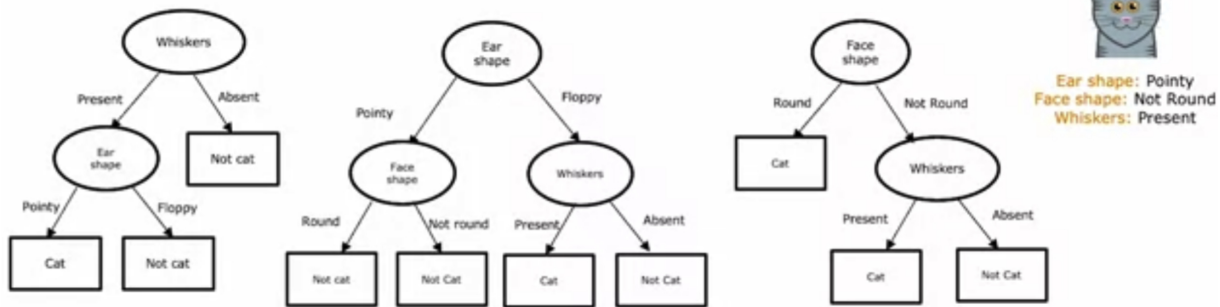 Whiskers
Present
Absent
Ear
shape
Not cat
Pointy
Floppy
Cat
Not cat
Ear
shape
Pointy
Floppy
Face
shape
Whiskers
Round
Not round
Present
Absent
Not cat
Not Cat
Cat
Not Cat
Face
shape
Round
Not Round
Cat
Whiskers
Present
Absent
Cat
Not Cat
Ear shape: Pointy
Face shape: Not Round
Whiskers: Present